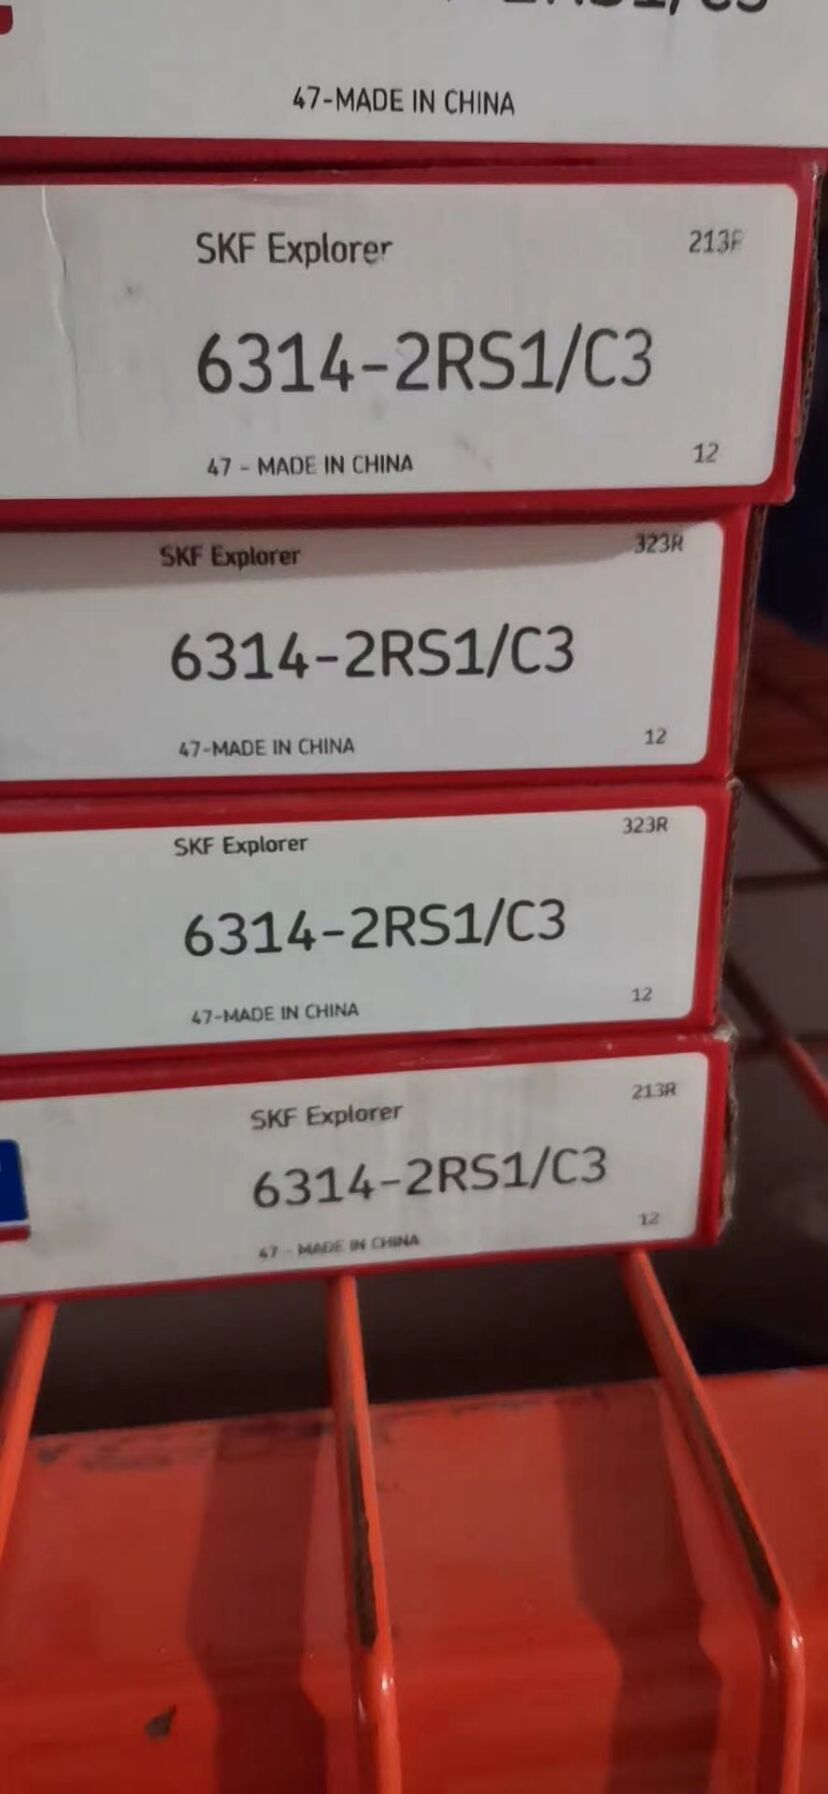 47-MADE IN CHINA
SKF Explorer 213R
6314-2RS1/C3
47 - MADE IN CHINA 12
SKF Explorer 323R
6314-2RS1/C3
47-MADE IN CHINA 12
SKF Explorer 323R
6314-2RS1/C3
47-MADE IN CHINA 12
SKF Explorer 213R
6314-2RS1/C3
47 - MADE IN CHINA 12